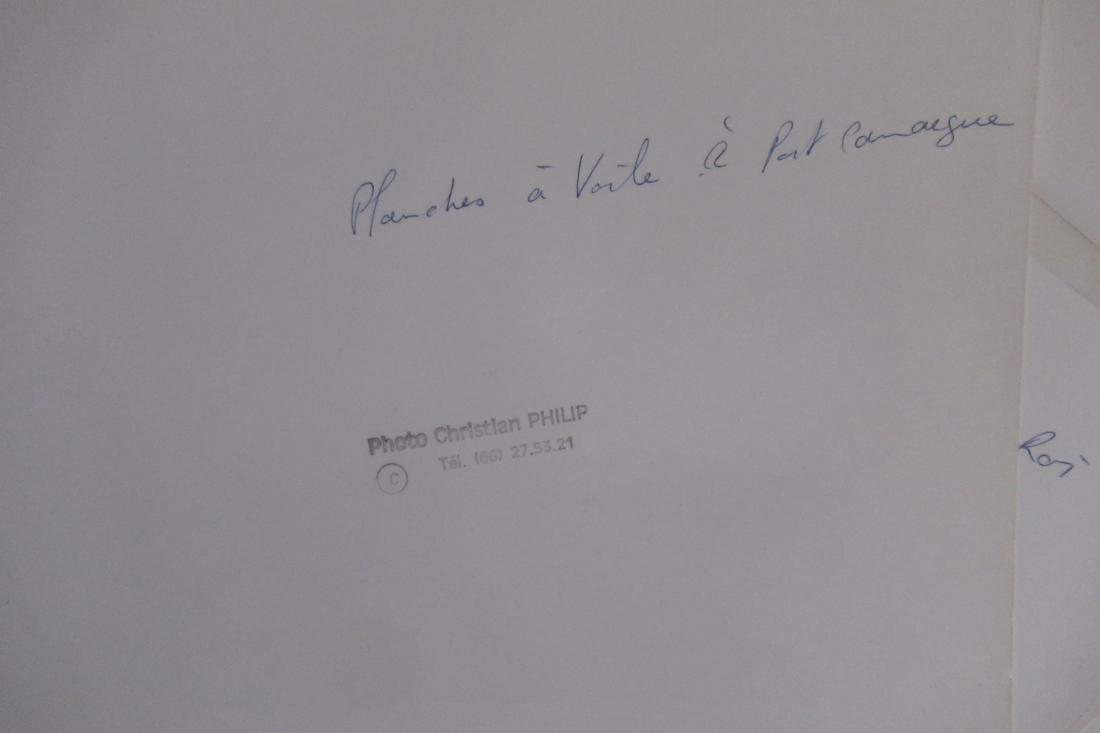 Planches à Voile à Port Camargue
Photo Christian PHILIP
© Tél. (66) 27.53.21